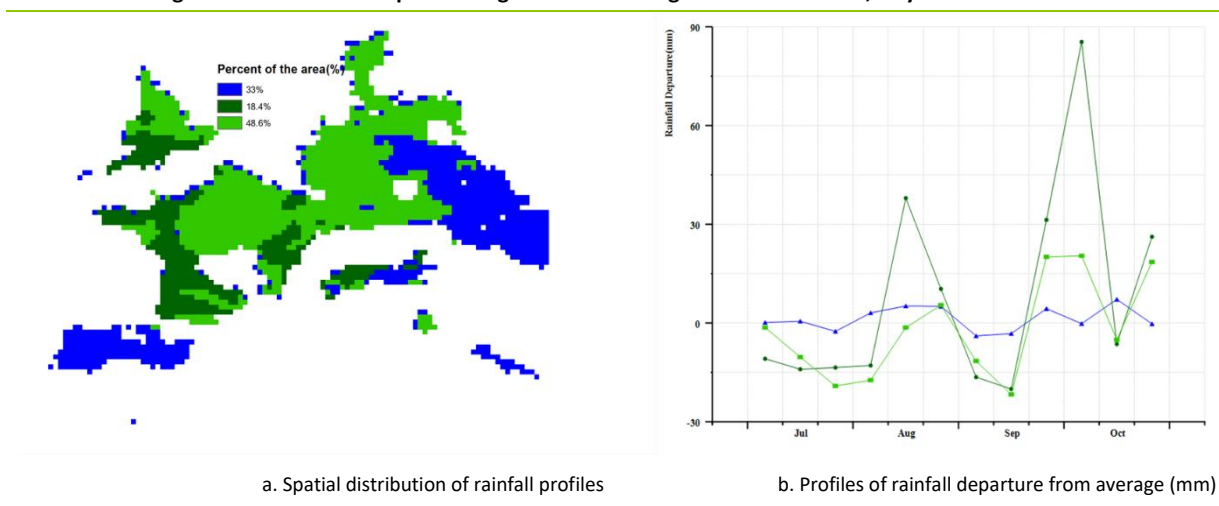 Percent of the area(%)
33%
18.4%
48.6%
Rainfall Departure(mm)
90
60
30
0
-30
Jul
Aug
Sep
Oct
a. Spatial distribution of rainfall profiles
b. Profiles of rainfall departure from average (mm)